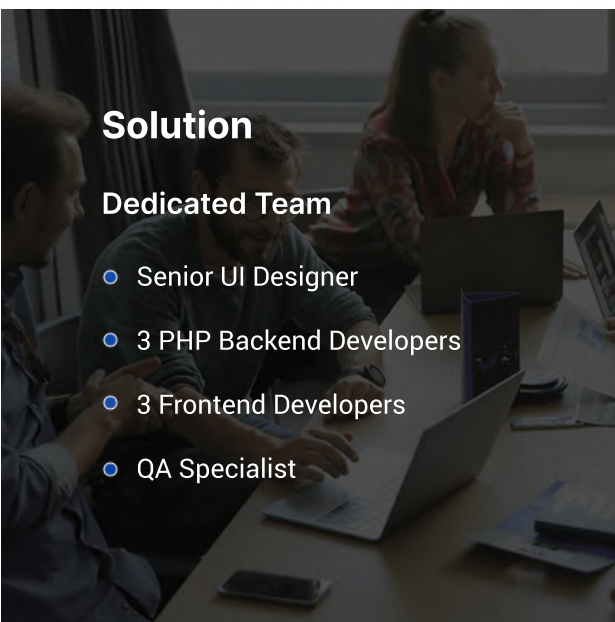 Solution
Dedicated Team
Senior UI Designer
3 PHP Backend Developers
3 Frontend Developers
QA Specialist